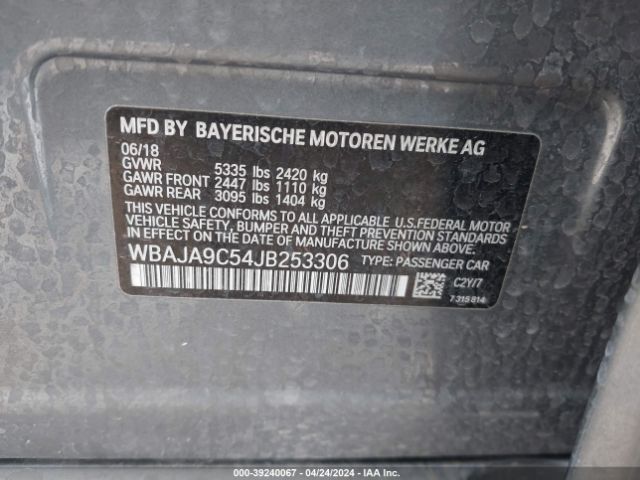 MFD BY BAYERISCHE MOTOREN WERKE AG
06/18
GVWR 5335 lbs 2420 kg
GAWR FRONT 2447 lbs 1110 kg
GAWR REAR 3095 lbs 1404 kg
THIS VEHICLE CONFORMS TO ALL APPLICABLE U.S.FEDERAL MOTOR
VEHICLE SAFETY, BUMPER, AND THEFT PREVENTION STANDARDS
IN EFFECT ON THE DATE OF MANUFACTURE SHOWN ABOVE.
WBAJA9C54JB253306 TYPE: PASSENGER CAR
C2Y/7
7315814
000-39240067 - 04/24/2024 - IAA Inc.